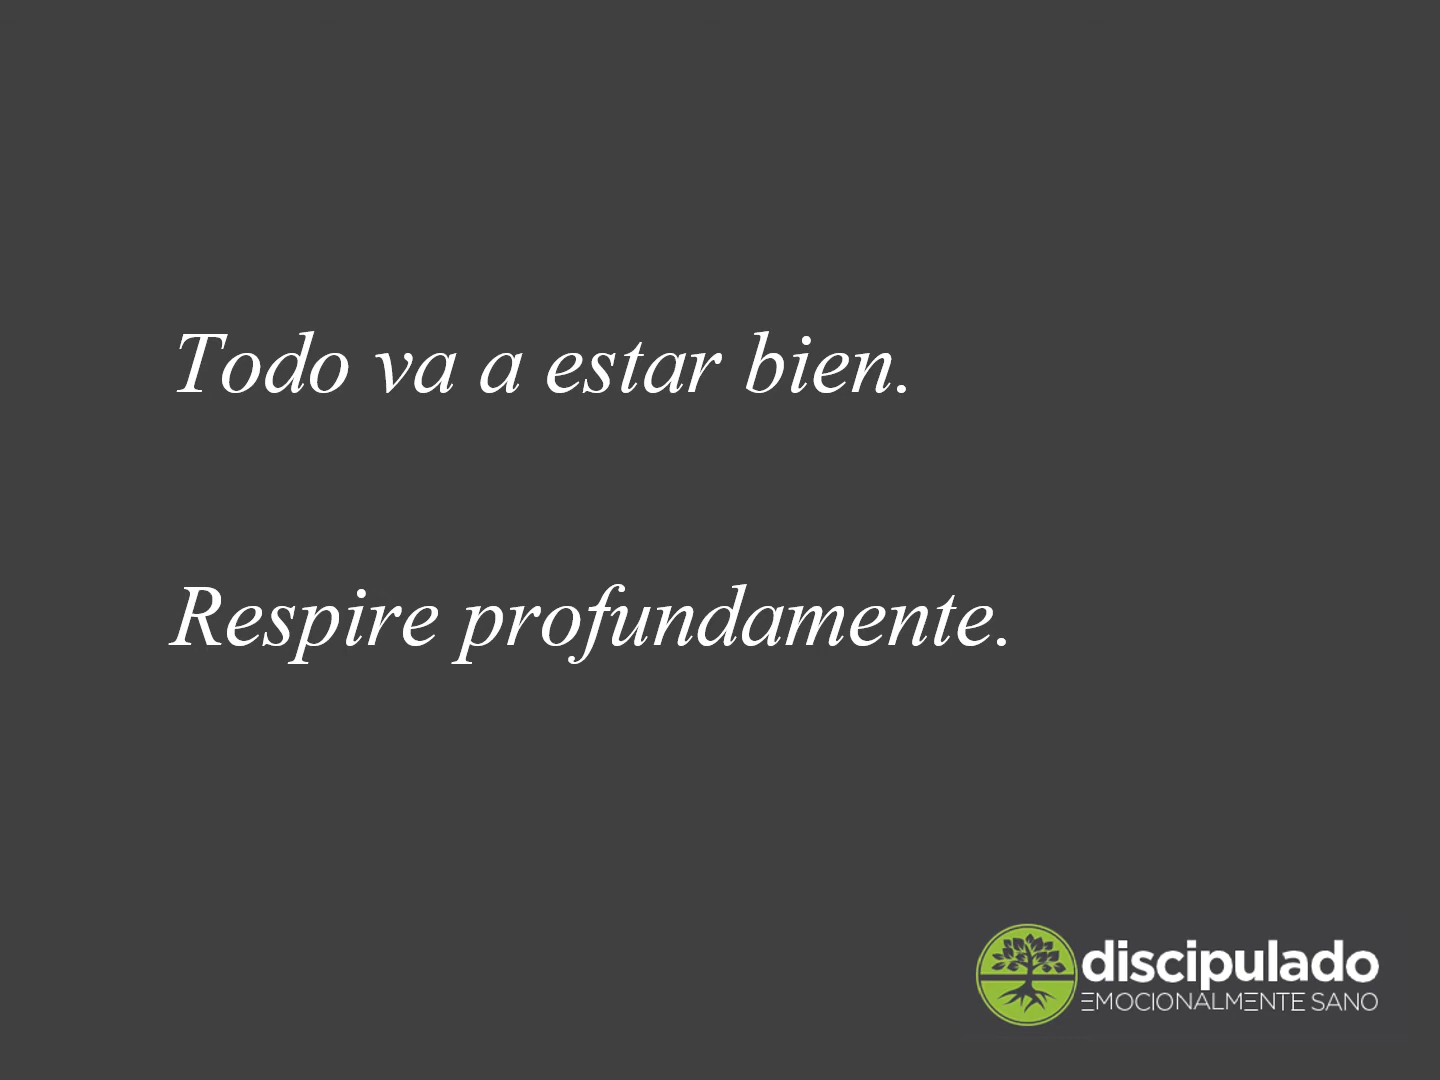 Todo va a estar bien.
Respire profundamente.
discipulado
EMOCIONALMENTE SANO